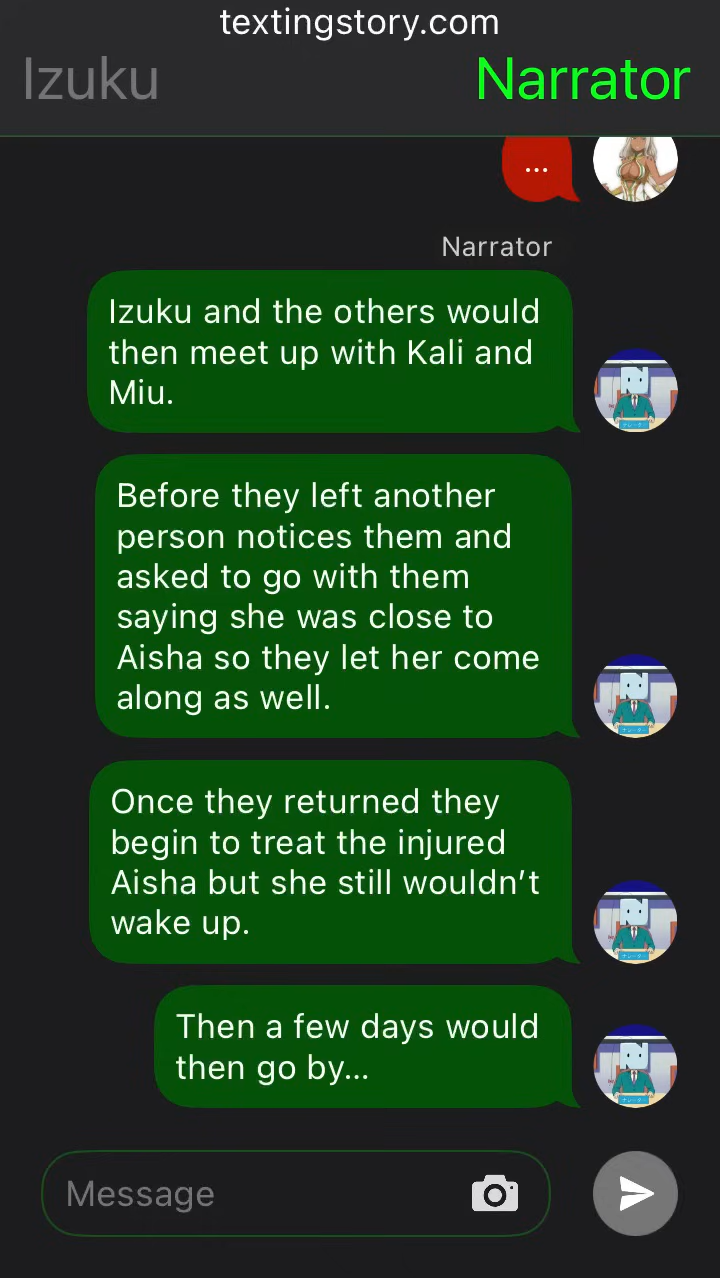 textingstory.com
Izuku
Narrator
...
Narrator
Izuku and the others would
then meet up with Kali and
Miu.
Before they left another
person notices them and
asked to go with them
saying she was close to
Aisha so they let her come
along as well.
Once they returned they
begin to treat the injured
Aisha but she still wouldn’t
wake up.
Then a few days would
then go by...
Message